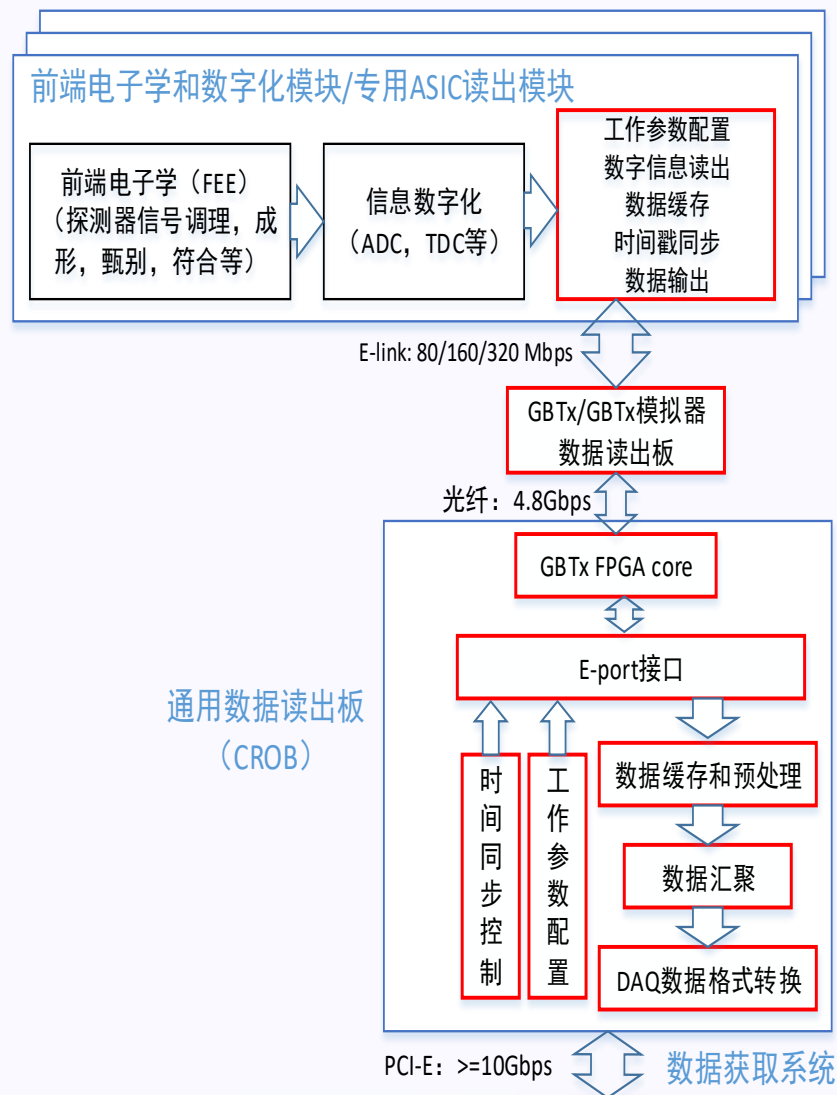 前端电子学和数字化模块/专用ASIC读出模块
前端电子学（FEE）
（探测器信号调理，成
形，甄别，符合等）
信息数字化
（ADC，TDC等）
工作参数配置
数字信息读出
数据缓存
时间戳同步
数据输出
E-link: 80/160/320 Mbps
GBTx/GBTx模拟器
数据读出板
光纤：4.8Gbps
GBTx FPGA core
E-port接口
通用数据读出板
（CROB）
时
间
同
步
控
制
工
作
参
数
配
置
数据缓存和预处理
数据汇聚
DAQ数据格式转换
PCI-E：>=10Gbps
数据获取系统